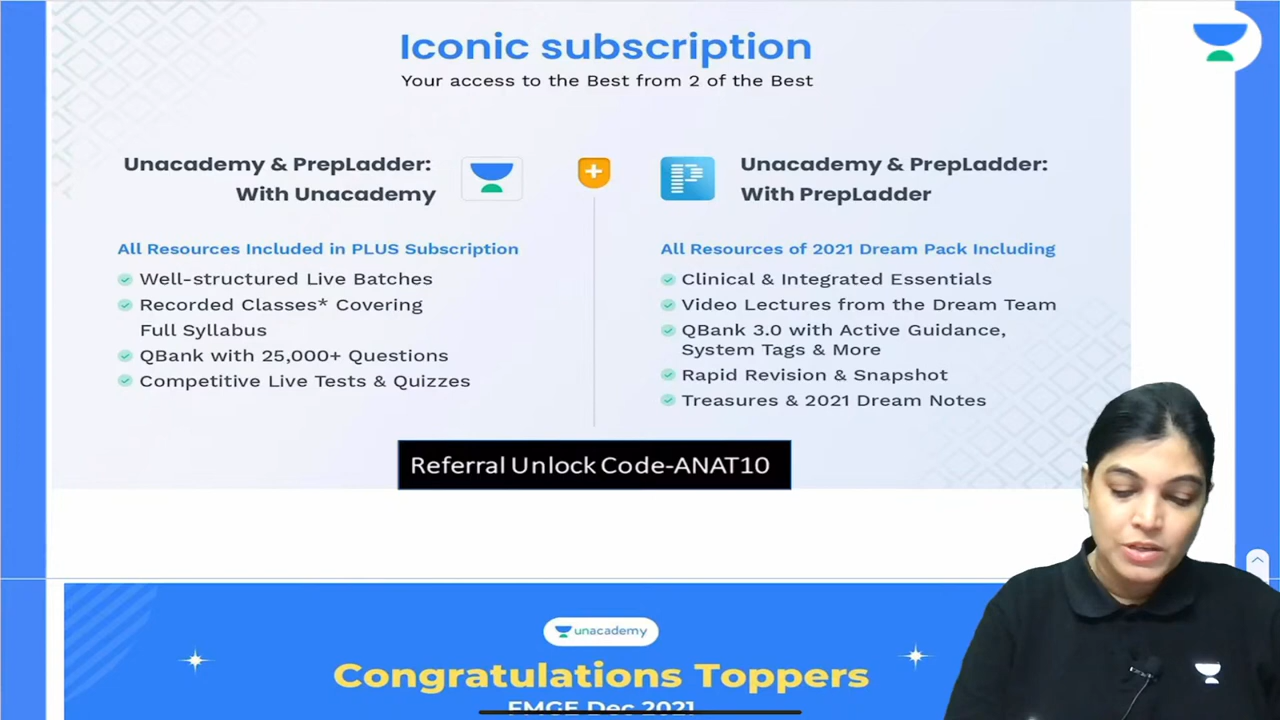 Iconic subscription
Your access to the Best from 2 of the Best
Unacademy & PrepLadder:
With Unacademy
All Resources Included in PLUS Subscription
Well-structured Live Batches
Recorded Classes* Covering
Full Syllabus
QBank with 25,000+ Questions
Competitive Live Tests & Quizzes
Unacademy & PrepLadder:
With PrepLadder
All Resources of 2021 Dream Pack Including
Clinical & Integrated Essentials
Video Lectures from the Dream Team
QBank 3.0 with Active Guidance,
System Tags & More
Rapid Revision & Snapshot
Treasures & 2021 Dream Notes
Referral Unlock Code-ANAT10
unacademy
Congratulations Toppers
FMGE Dec 2021